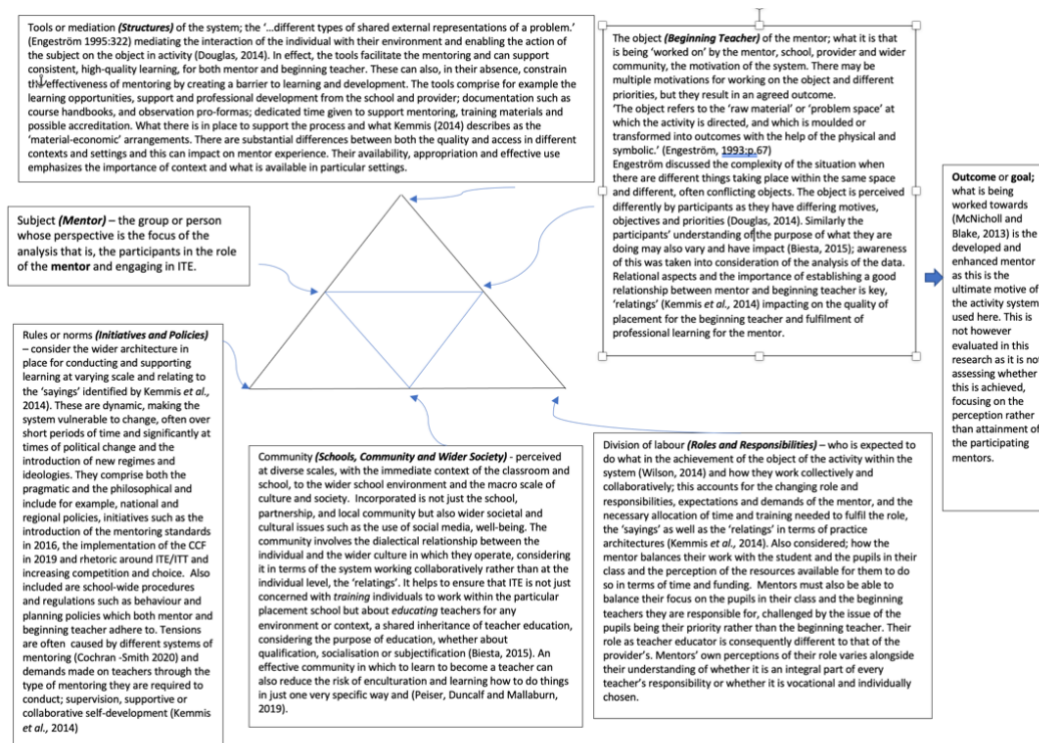 Tools or mediation (Structures) of the system; the ‘…different types of shared external representations of a problem.’
(Engeström 1995:322) mediating the interaction of the individual with their environment and enabling the action of
the subject on the object in activity (Douglas, 2014). In effect, the tools facilitate the mentoring and can support
consistent, high-quality learning, for both mentor and beginning teacher. These can also, in their absence, constrain
the effectiveness of mentoring by creating a barrier to learning and development. The tools comprise for example the
learning opportunities, support and professional development from the school and provider; documentation such as
course handbooks, and observation pro-formas; dedicated time given to support mentoring, training materials and
possible accreditation. What there is in place to support the process and what Kemmis (2014) describes as the
‘material-economic’ arrangements. There are substantial differences between both the quality and access in different
contexts and settings and this can impact on mentor experience. Their availability, appropriation and effective use
emphasizes the importance of context and what is available in particular settings.
The object (Beginning Teacher) of the mentor; what it is that
is being ‘worked on’ by the mentor, school, provider and wider
community, the motivation of the system. There may be
multiple motivations for working on the object and different
priorities, but they result in an agreed outcome.
‘The object refers to the ‘raw material’ or ‘problem space’ at
which the activity is directed, and which is moulded or
transformed into outcomes with the help of the physical and
symbolic.’ (Engeström, 1993:p.67)
Engeström discussed the complexity of the situation when
there are different things taking place within the same space
and different, often conflicting objects. The object is perceived
differently by participants as they have differing motives,
objectives and priorities (Douglas, 2014). Similarly the
participants’ understanding of the purpose of what they are
doing may also vary and have impact (Biesta, 2015); awareness
of this was taken into consideration of the analysis of the data.
Relational aspects and the importance of establishing a good
relationship between mentor and beginning teacher is key,
‘relatings’ (Kemmis et al., 2014) impacting on the quality of
placement for the beginning teacher and fulfilment of
professional learning for the mentor.
Outcome or goal;
what is being
worked towards
(McNicholl and
Blake, 2013) is the
developed and
enhanced mentor
as this is the
ultimate motive of
the activity system
used here. This is
not however
evaluated in this
research as it is not
assessing whether
this is achieved,
focusing on the
perception rather
than attainment of
the participating
mentors.
Subject (Mentor) – the group or person
whose perspective is the focus of the
analysis that is, the participants in the role
of the mentor and engaging in ITE.
Rules or norms (Initiatives and Policies)
– consider the wider architecture in
place for conducting and supporting
learning at varying scale and relating to
the ‘sayings’ identified by Kemmis et al.,
2014). These are dynamic, making the
system vulnerable to change, often over
short periods of time and significantly at
times of political change and the
introduction of new regimes and
ideologies. They comprise both the
pragmatic and the philosophical and
include for example, national and
regional policies, initiatives such as the
introduction of the mentoring standards
in 2016, the implementation of the CCF
in 2019 and rhetoric around ITE/ITT and
increasing competition and choice. Also
included are school-wide procedures
and regulations such as behaviour and
planning policies which both mentor and
beginning teacher adhere to. Tensions
are often caused by different systems of
mentoring (Cochran -Smith 2020) and
demands made on teachers through the
type of mentoring they are required to
conduct; supervision, supportive or
collaborative self-development (Kemmis
et al., 2014)
Community (Schools, Community and Wider Society) - perceived
at diverse scales, with the immediate context of the classroom and
school, to the wider school environment and the macro scale of
culture and society. Incorporated is not just the school,
partnership, and local community but also wider societal and
cultural issues such as the use of social media, well-being. The
community involves the dialectical relationship between the
individual and the wider culture in which they operate, considering
it in terms of the system working collaboratively rather than at
the individual level, the ‘relatings’. It helps to ensure that ITE is not just
concerned with training individuals to work within the particular
placement school but about educating teachers for any
environment or context, a shared inheritance of teacher education,
considering the purpose of education, whether about
qualification, socialisation or subjectification (Biesta, 2015). An
effective community in which to learn to become a teacher can
also reduce the risk of enculturation and learning how to do things
in just one very specific way and (Peiser, Duncalf and Mallaburn,
2019).
Division of labour (Roles and Responsibilities) – who is expected to
do what in the achievement of the object of the activity within the
system (Wilson, 2014) and how they work collectively and
collaboratively; this accounts for the changing role and
responsibilities, expectations and demands of the mentor, and the
necessary allocation of time and training needed to fulfil the role,
the ‘sayings’ as well as the ‘relatings’ in terms of practice
architectures (Kemmis et al., 2014). Also considered; how the
mentor balances their work with the student and the pupils in their
class and the perception of the resources available for them to do
so in terms of time and funding. Mentors must also be able to
balance their focus on the pupils in their class and the beginning
teachers they are responsible for, challenged by the issue of the
pupils being their priority rather than the beginning teacher. Their
role as teacher educator is consequently different to that of the
provider’s. Mentors’ own perceptions of their role varies alongside
their understanding of whether it is an integral part of every
teacher’s responsibility or whether it is vocational and individually
chosen.